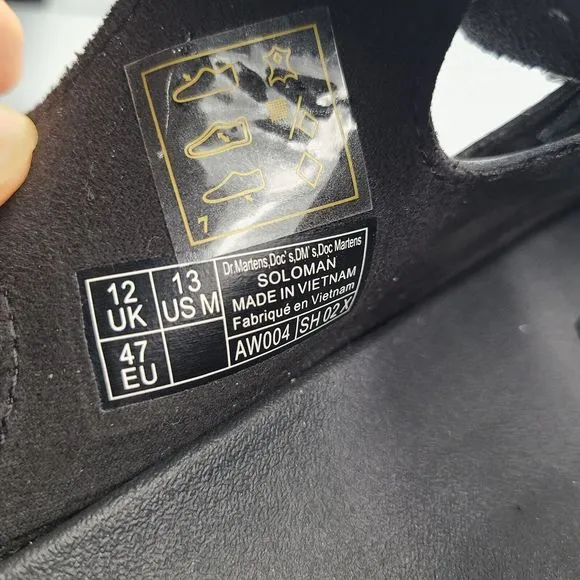 7
12
UK
13
US M
47
EU
Dr.Martens,Doc's,DM's,Doc Martens
SOLOMAN
MADE IN VIETNAM
Fabriqué en Vietnam
AW004
SH 02 X